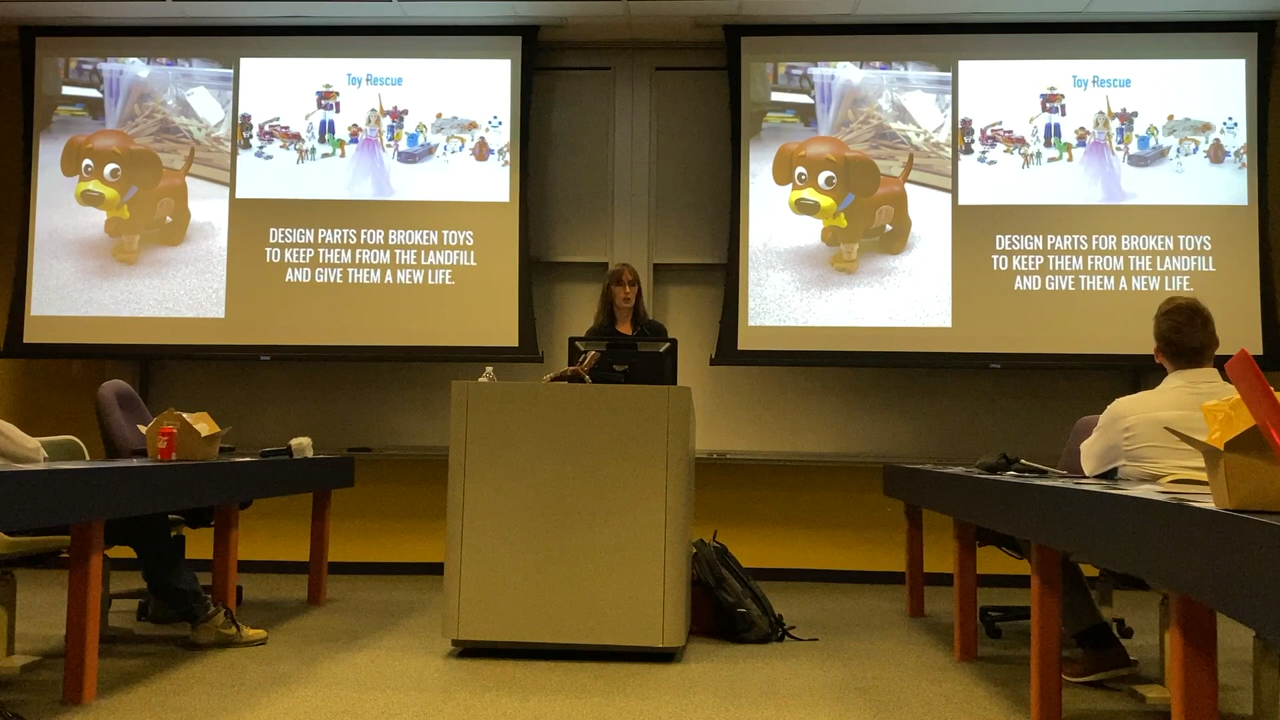 Toy Rescue
DESIGN PARTS FOR BROKEN TOYS
TO KEEP THEM FROM THE LANDFILL
AND GIVE THEM A NEW LIFE.
Toy Rescue
DESIGN PARTS FOR BROKEN TOYS
TO KEEP THEM FROM THE LANDFILL
AND GIVE THEM A NEW LIFE.